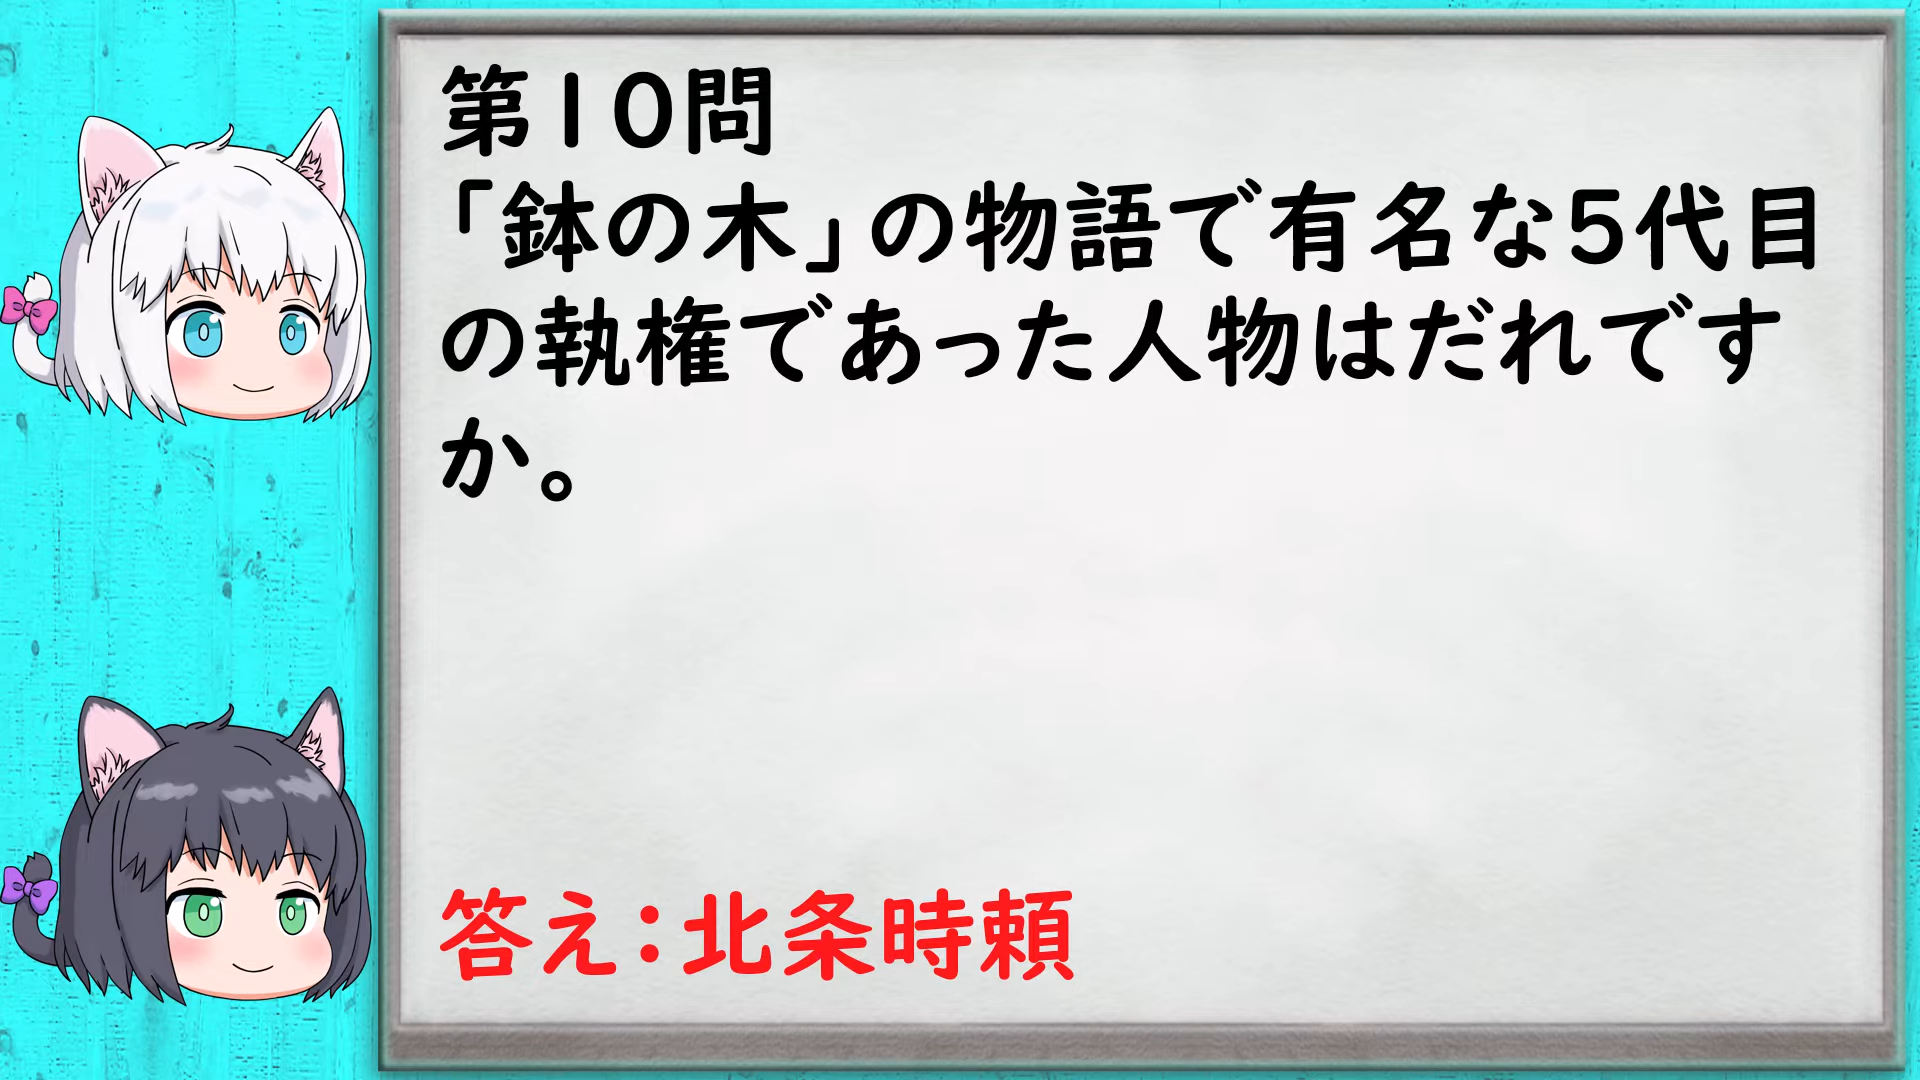 第10問
「鉢の木」の物語で有名な5代目
の執権であった人物はだれです
か。
答え:北条時頼